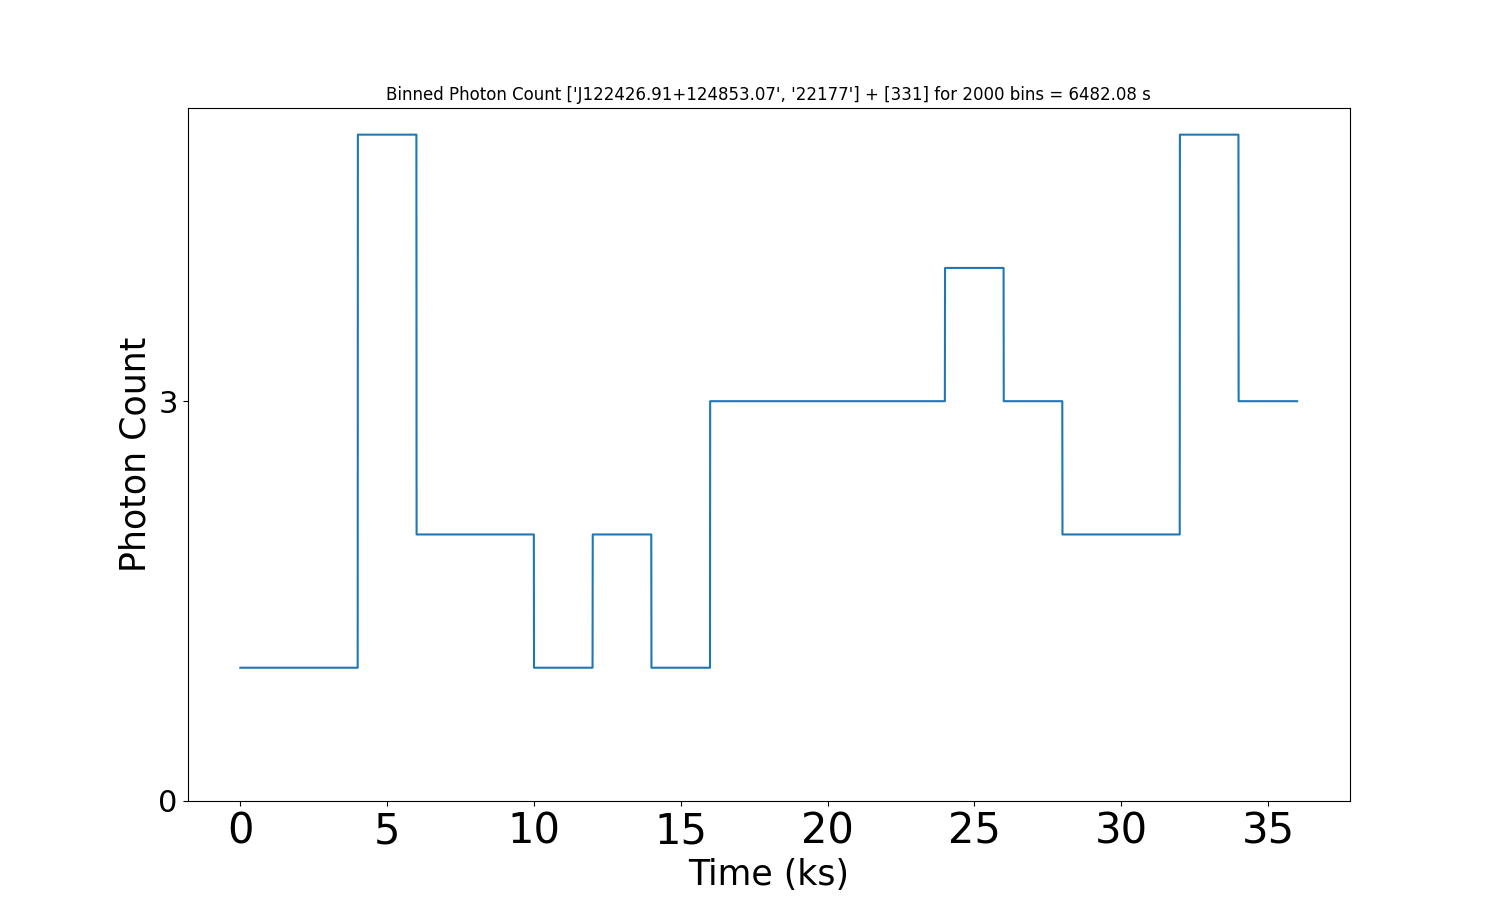 Binned Photon Count ['J122426.91+124853.07', '22177'] + [331] for 2000 bins = 6482.08 s
Photon Count
3
0
0 5 10 15 20 25 30 35
Time (ks)